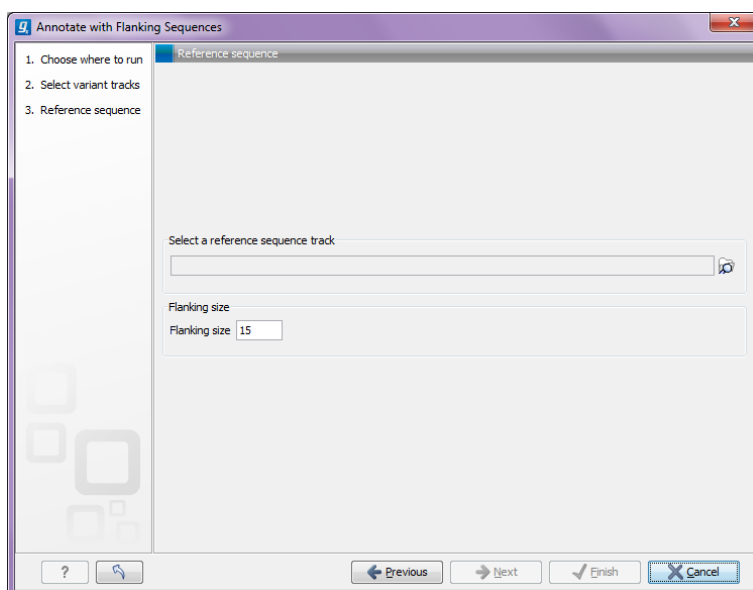 Annotate with Flanking Sequences
x
1. Choose where to run
2. Select variant tracks
3. Reference sequence
Reference sequence
Select a reference sequence track
Flanking size
Flanking size 15
? Previous Next Finish Cancel